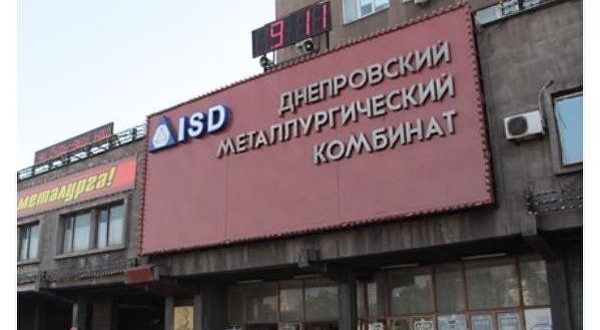 9 11
ISD
ДНЕПРОВСКИЙ
МЕТАЛЛУРГИЧЕСКИЙ
КОМБИНАТ
металурга!